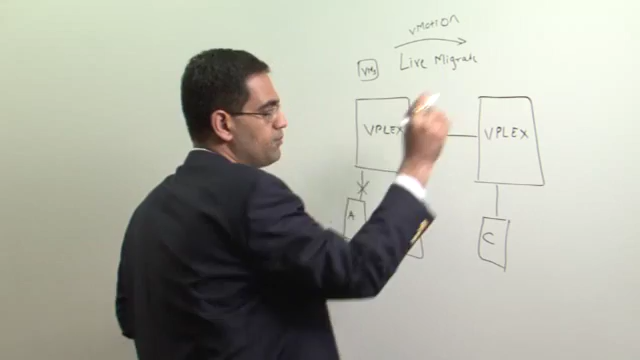 vMotion
Live Migrate
VMs
VPLEX
VPLEX
A
C